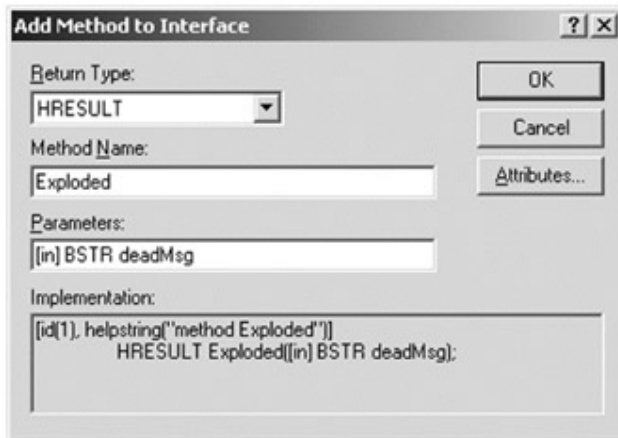 Add Method to Interface
Return Type:
HRESULT
Method Name:
Exploded
Parameters:
[in] BSTR deadMsg
Implementation:
[id(1), helpstring("method Exploded")]
HRESULT Exploded([in] BSTR deadMsg);
OK
Cancel
Attributes...